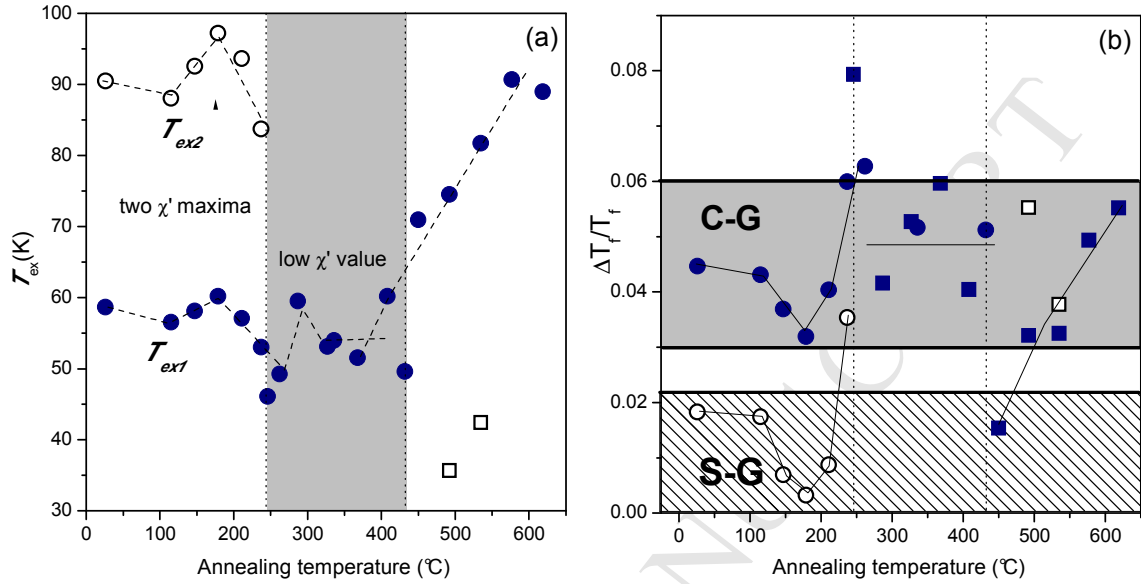 (a)
100
90
80
70
60
50
40
30
T_ex(K)
T_ex2
two χ' maxima
low χ' value
T_ex1
0 100 200 300 400 500 600
Annealing temperature (°C)
(b)
0.08
0.06
0.04
0.02
0.00
ΔT_f/T_f
C-G
S-G
0 100 200 300 400 500 600
Annealing temperature (°C)